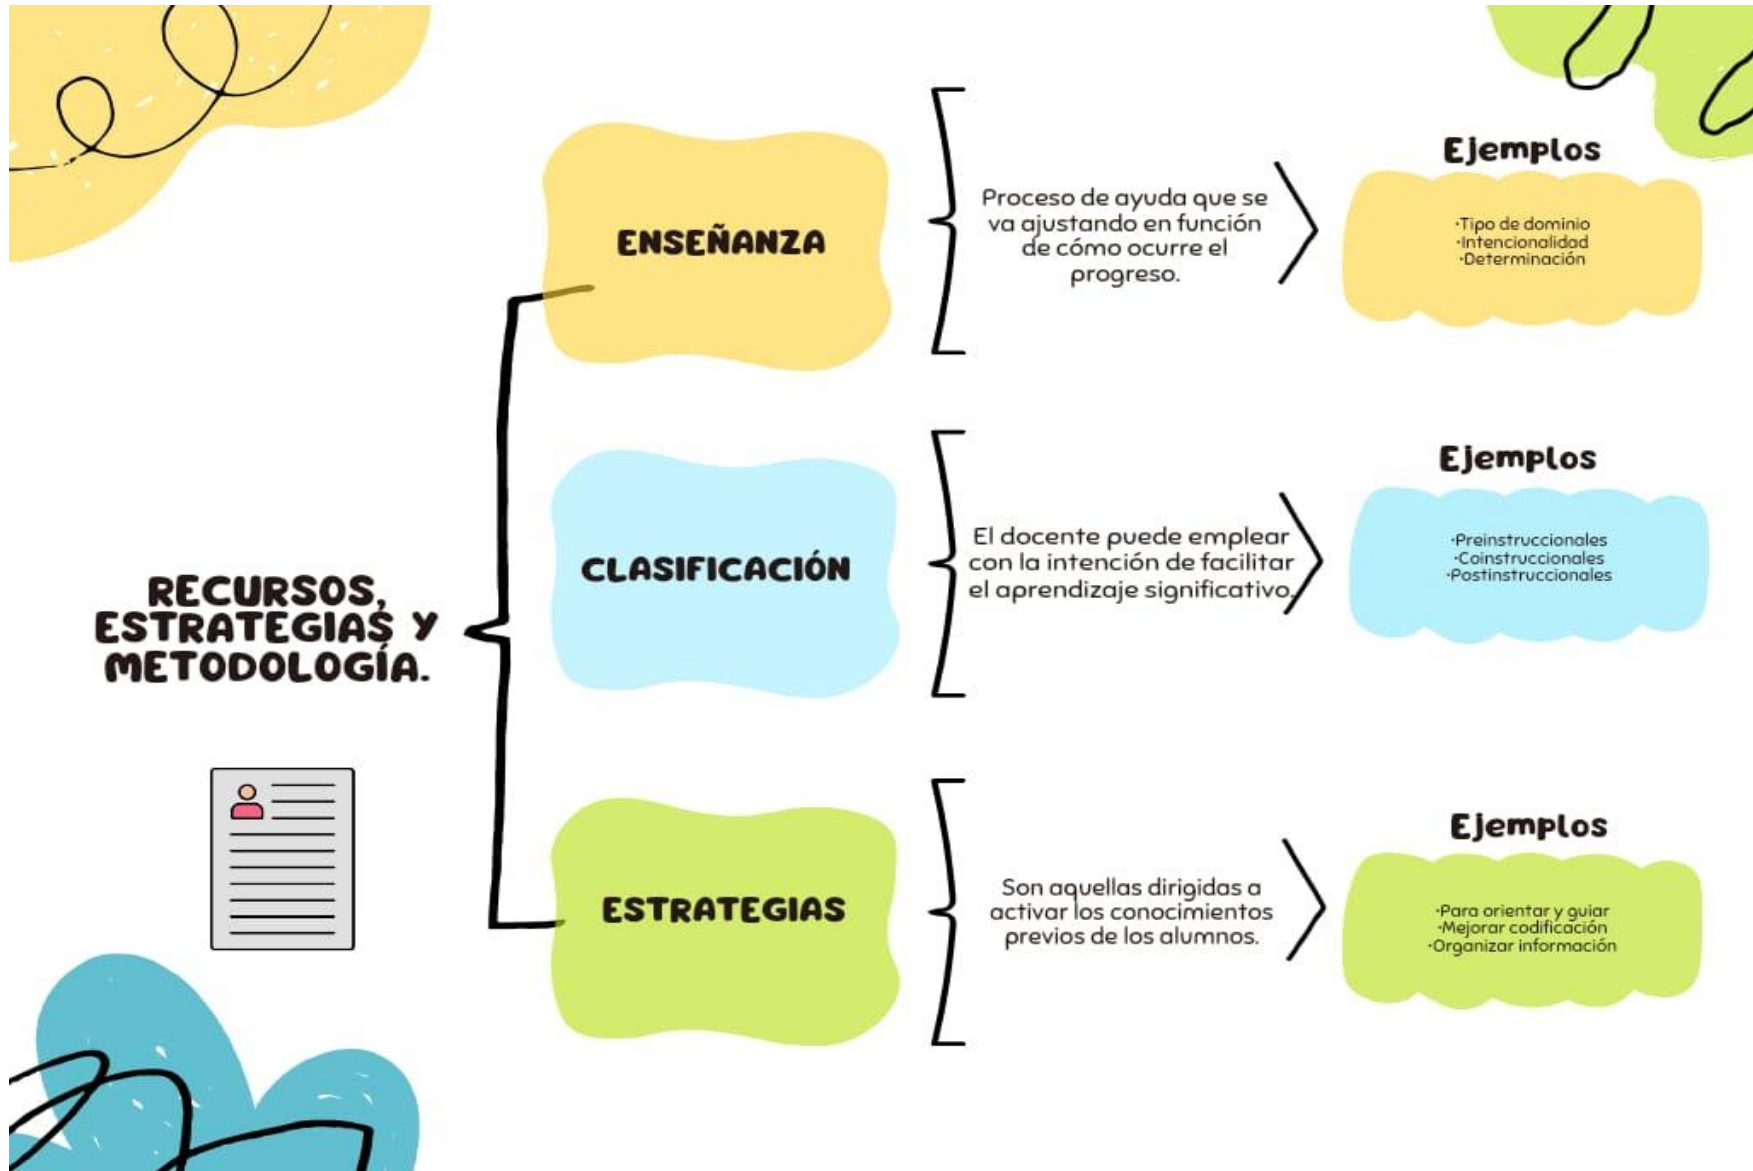 RECURSOS,
ESTRATEGIAS Y
METODOLOGÍA.
ENSEÑANZA
Proceso de ayuda que se
va ajustando en función
de cómo ocurre el
progreso.
Ejemplos
·Tipo de dominio
·Intencionalidad
·Determinación
CLASIFICACIÓN
El docente puede emplear
con la intención de facilitar
el aprendizaje significativo.
Ejemplos
·Preinstruccionales
·Coinstruccionales
·Postinstruccionales
ESTRATEGIAS
Son aquellas dirigidas a
activar los conocimientos
previos de los alumnos.
Ejemplos
·Para orientar y guiar
·Mejorar codificación
·Organizar información